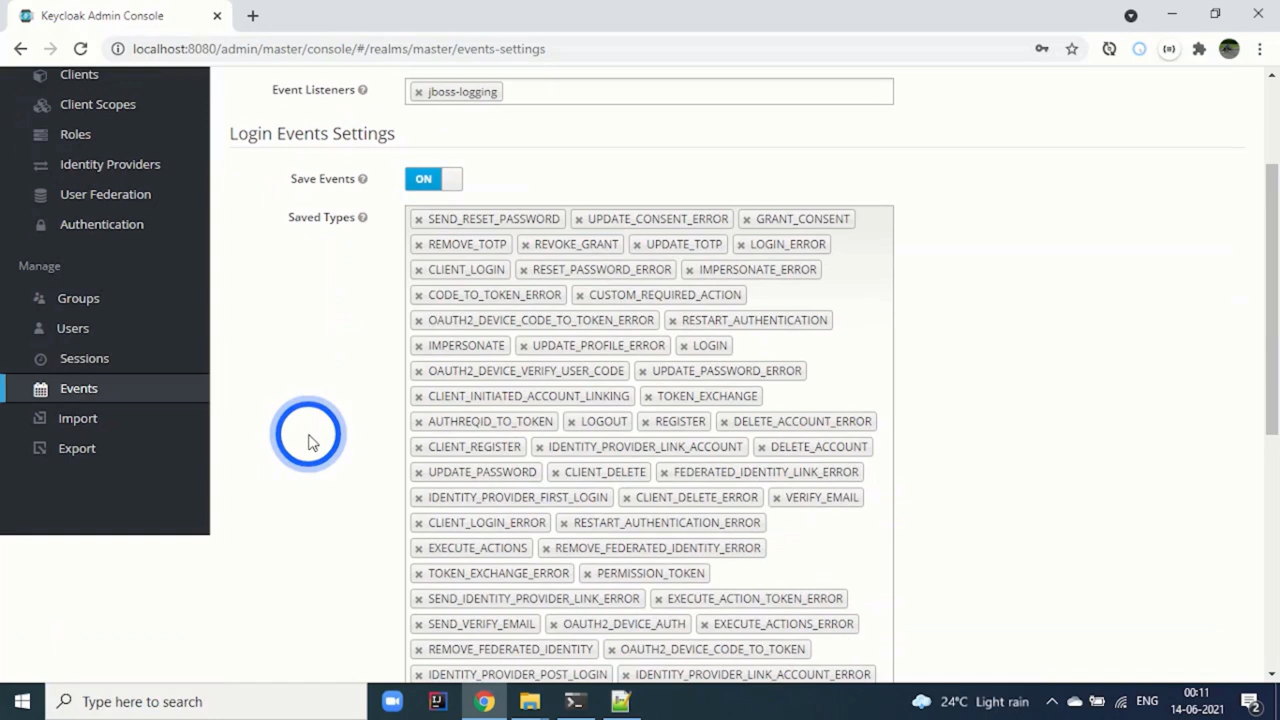 Keycloak Admin Console
localhost:8080/admin/master/console/#/realms/master/events-settings
Clients
Client Scopes
Roles
Identity Providers
User Federation
Authentication
Manage
Groups
Users
Sessions
Events
Import
Export
Event Listeners
jboss-logging
Login Events Settings
Save Events
ON
Saved Types
SEND_RESET_PASSWORD UPDATE_CONSENT_ERROR GRANT_CONSENT
REMOVE_TOTP REVOKE_GRANT UPDATE_TOTP LOGIN_ERROR
CLIENT_LOGIN RESET_PASSWORD_ERROR IMPERSONATE_ERROR
CODE_TO_TOKEN_ERROR CUSTOM_REQUIRED_ACTION
OAUTH2_DEVICE_CODE_TO_TOKEN_ERROR RESTART_AUTHENTICATION
IMPERSONATE UPDATE_PROFILE_ERROR LOGIN
OAUTH2_DEVICE_VERIFY_USER_CODE UPDATE_PASSWORD_ERROR
CLIENT_INITIATED_ACCOUNT_LINKING TOKEN_EXCHANGE
AUTHREQID_TO_TOKEN LOGOUT REGISTER DELETE_ACCOUNT_ERROR
CLIENT_REGISTER IDENTITY_PROVIDER_LINK_ACCOUNT DELETE_ACCOUNT
UPDATE_PASSWORD CLIENT_DELETE FEDERATED_IDENTITY_LINK_ERROR
IDENTITY_PROVIDER_FIRST_LOGIN CLIENT_DELETE_ERROR VERIFY_EMAIL
CLIENT_LOGIN_ERROR RESTART_AUTHENTICATION_ERROR
EXECUTE_ACTIONS REMOVE_FEDERATED_IDENTITY_ERROR
TOKEN_EXCHANGE_ERROR PERMISSION_TOKEN
SEND_IDENTITY_PROVIDER_LINK_ERROR EXECUTE_ACTION_TOKEN_ERROR
SEND_VERIFY_EMAIL OAUTH2_DEVICE_AUTH EXECUTE_ACTIONS_ERROR
REMOVE_FEDERATED_IDENTITY OAUTH2_DEVICE_CODE_TO_TOKEN
IDENTITY_PROVIDER_POST_LOGIN IDENTITY_PROVIDER_LINK_ACCOUNT_ERROR
Type here to search
24°C Light rain
ENG
00:11
14-06-2021
2